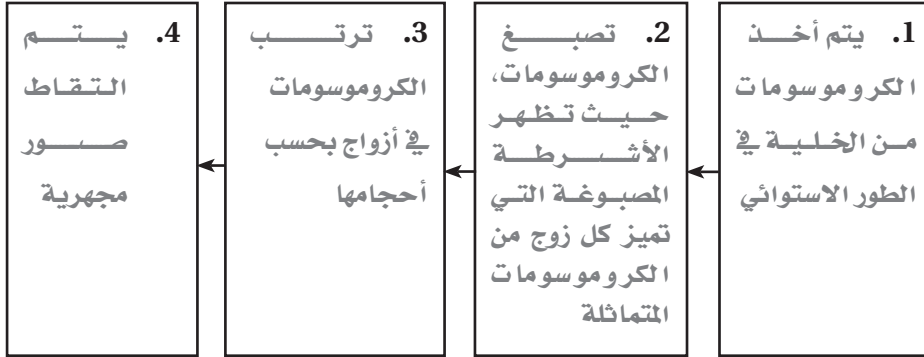 1. يتم أخذ
الكروموسومات
من الخلية في
الطور الاستوائي
2. تصبغ
الكروموسومات،
حيث تظهر
الأشرطة
المصبوغة التي
تميز كل زوج من
الكروموسومات
المتماثلة
3. ترتب
الكروموسومات
في أزواج بحسب
أحجامها
4. يتم
التقاط
صور
مجهرية